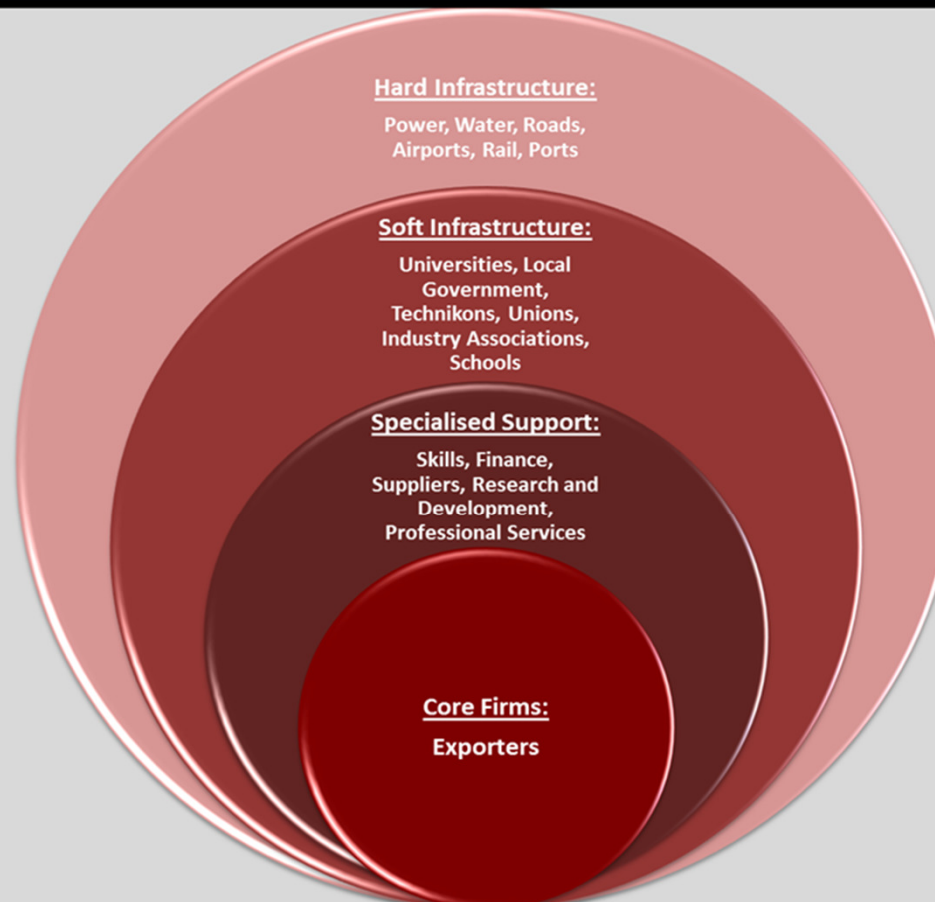 Hard Infrastructure:
Power, Water, Roads,
Airports, Rail, Ports
Soft Infrastructure:
Universities, Local
Government,
Technikons, Unions,
Industry Associations,
Schools
Specialised Support:
Skills, Finance,
Suppliers, Research and
Development,
Professional Services
Core Firms:
Exporters